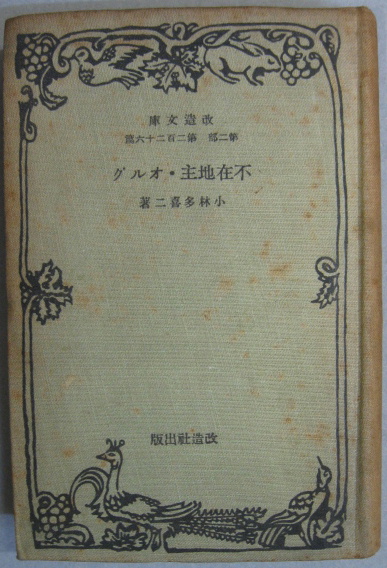 庫文造改
篇六十二百二第 部二第
グルオ・主地在不
著二喜多林小
版出社造改